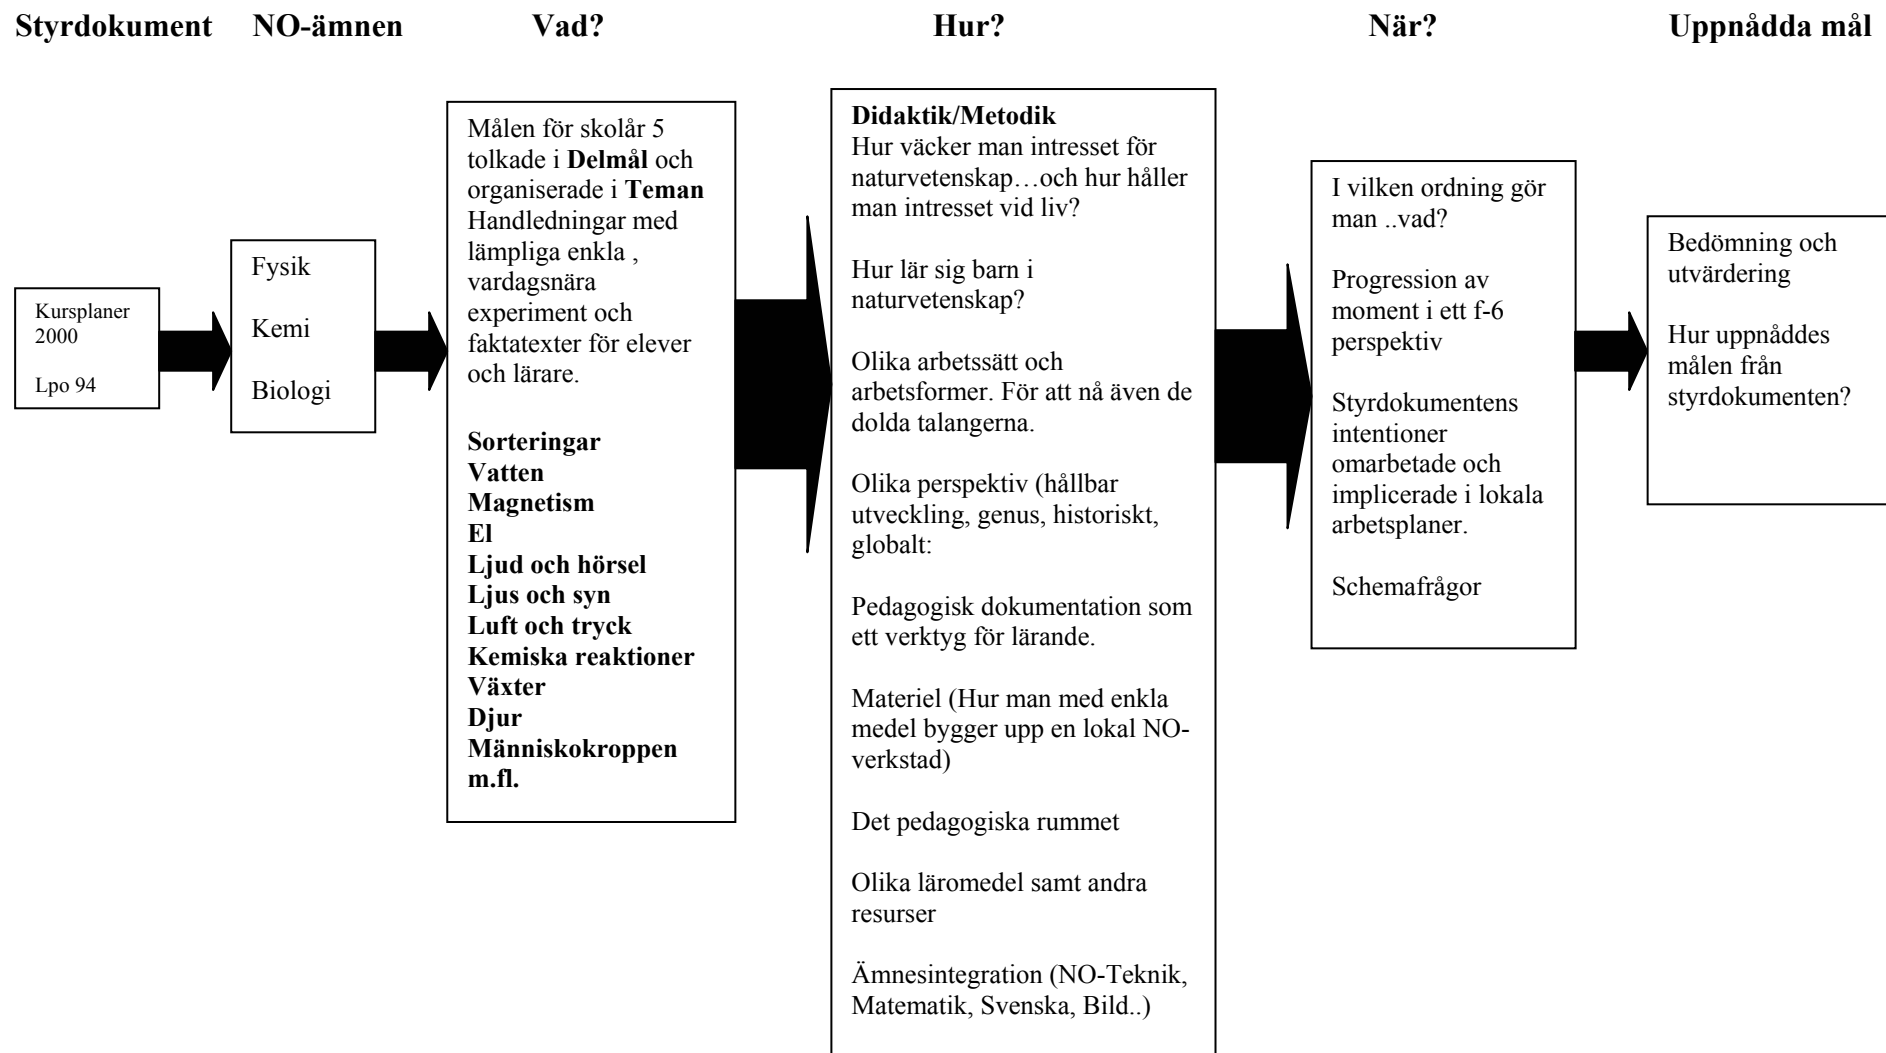 Styrdokument NO-ämnen Vad? Hur? När? Uppnådda mål
Kursplaner
2000
Lpo 94
Fysik
Kemi
Biologi
Målen för skolår 5
tolkade i Delmål och
organiserade i Teman
Handledningar med
lämpliga enkla ,
vardagsnära
experiment och
faktatexter för elever
och lärare.
Sorteringar
Vatten
Magnetism
El
Ljud och hörsel
Ljus och syn
Luft och tryck
Kemiska reaktioner
Växter
Djur
Människokroppen
m.fl.
Didaktik/Metodik
Hur väcker man intresset för
naturvetenskap…och hur håller
man intresset vid liv?
Hur lär sig barn i
naturvetenskap?
Olika arbetssätt och
arbetsformer. För att nå även de
dolda talangerna.
Olika perspektiv (hållbar
utveckling, genus, historiskt,
globalt:
Pedagogisk dokumentation som
ett verktyg för lärande.
Materiel (Hur man med enkla
medel bygger upp en lokal NO-
verkstad)
Det pedagogiska rummet
Olika läromedel samt andra
resurser
Ämnesintegration (NO-Teknik,
Matematik, Svenska, Bild..)
I vilken ordning gör
man ..vad?
Progression av
moment i ett f-6
perspektiv
Styrdokumentens
intentioner
omarbetade och
implicerade i lokala
arbetsplaner.
Schemafrågor
Bedömning och
utvärdering
Hur uppnåddes
målen från
styrdokumenten?